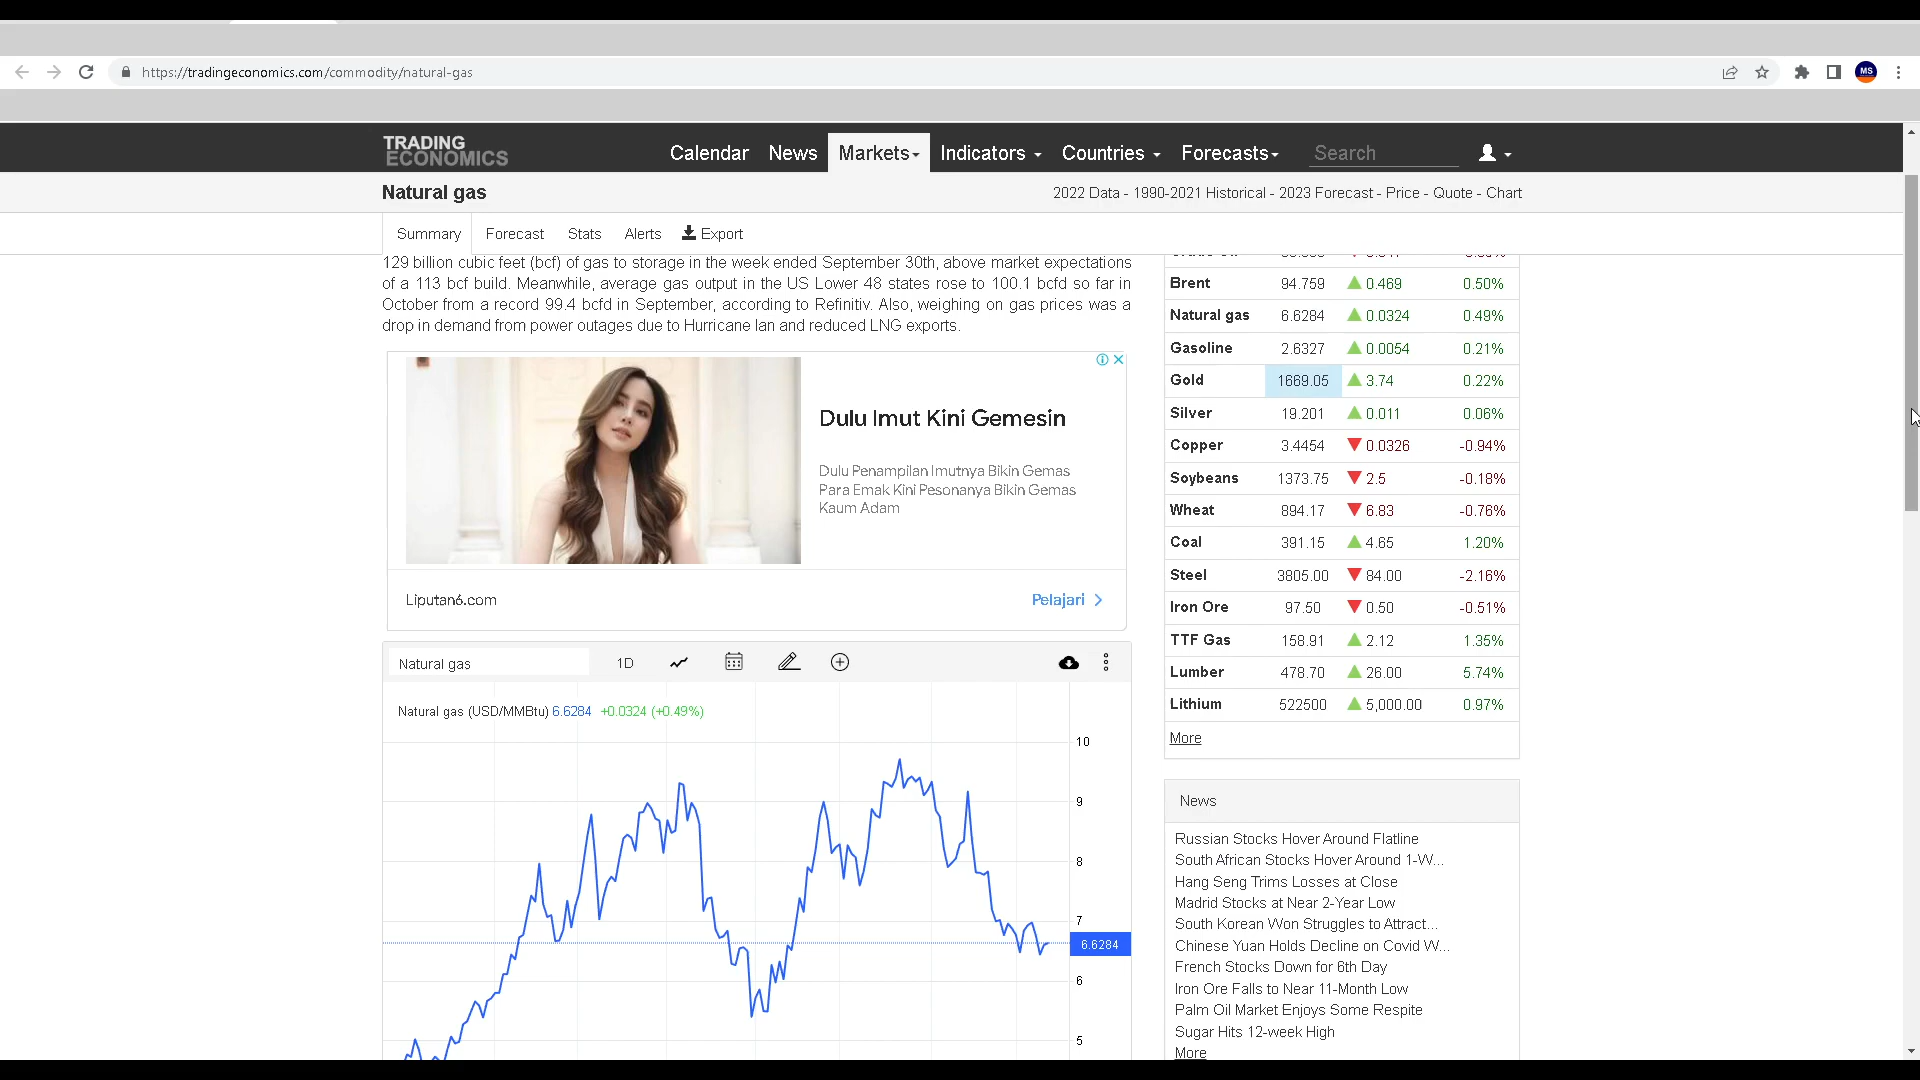 https://tradingeconomics.com/commodity/natural-gas
MS
TRADING
ECONOMICS
Calendar News Markets Indicators Countries Forecasts Search
Natural gas
2022 Data - 1990-2021 Historical - 2023 Forecast - Price - Quote - Chart
Summary Forecast Stats Alerts Export
129 billion cubic feet (bcf) of gas to storage in the week ended September 30th, above market expectations
of a 113 bcf build. Meanwhile, average gas output in the US Lower 48 states rose to 100.1 bcfd so far in
October from a record 99.4 bcfd in September, according to Refinitiv. Also, weighing on gas prices was a
drop in demand from power outages due to Hurricane Ian and reduced LNG exports.
Dulu Imut Kini Gemesin
Dulu Penampilan Imutnya Bikin Gemas
Para Emak Kini Pesonanya Bikin Gemas
Kaum Adam
Liputan6.com
Pelajari
Natural gas 1D
Natural gas (USD/MMBtu) 6.6284 +0.0324 (+0.49%)
10
9
8
7
6.6284
6
5
Brent 94.759 0.469 0.50%
Natural gas 6.6284 0.0324 0.49%
Gasoline 2.6327 0.0054 0.21%
Gold 1669.05 3.74 0.22%
Silver 19.201 0.011 0.06%
Copper 3.4454 0.0326 -0.94%
Soybeans 1373.75 2.5 -0.18%
Wheat 894.17 6.83 -0.76%
Coal 391.15 4.65 1.20%
Steel 3805.00 84.00 -2.16%
Iron Ore 97.50 0.50 -0.51%
TTF Gas 158.91 2.12 1.35%
Lumber 478.70 26.00 5.74%
Lithium 522500 5,000.00 0.97%
More
News
Russian Stocks Hover Around Flatline
South African Stocks Hover Around 1-W...
Hang Seng Trims Losses at Close
Madrid Stocks at Near 2-Year Low
South Korean Won Struggles to Attract...
Chinese Yuan Holds Decline on Covid W...
French Stocks Down for 6th Day
Iron Ore Falls to Near 11-Month Low
Palm Oil Market Enjoys Some Respite
Sugar Hits 12-week High
More